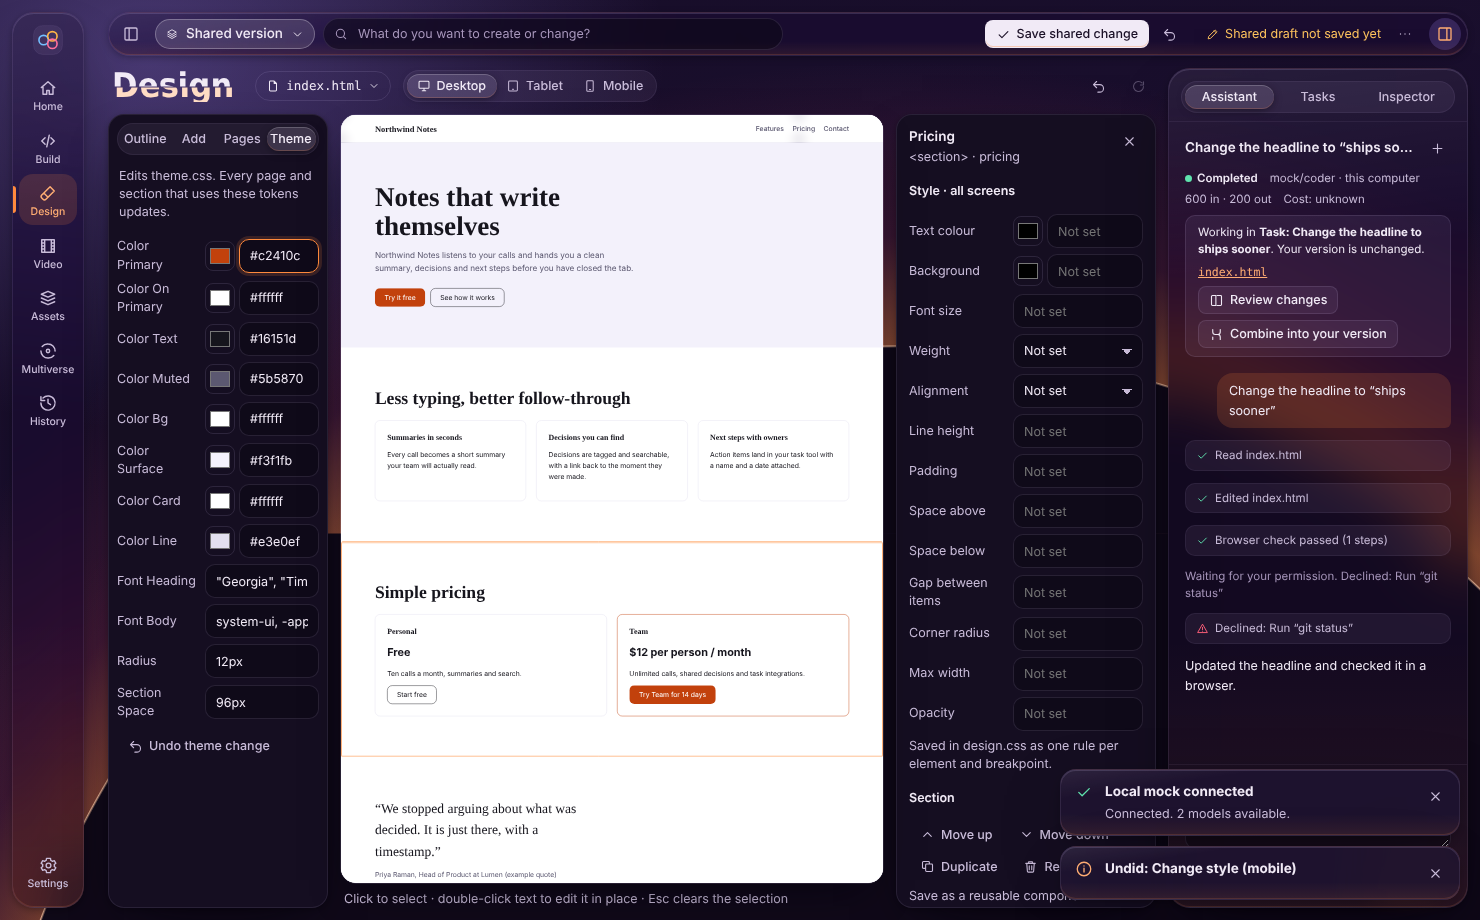 Shared version
What do you want to create or change?
Save shared change
Shared draft not saved yet
Home
Build
Design
Video
Assets
Multiverse
History
Settings
Design
index.html
Desktop
Tablet
Mobile
Outline
Add
Pages
Theme
Edits theme.css. Every page and
section that uses these tokens
updates.
Color
Primary
#c2410c
Color On
Primary
#ffffff
Color Text
#16151d
Color Muted
#5b5870
Color Bg
#ffffff
Color
Surface
#f3f1fb
Color Card
#ffffff
Color Line
#e3e0ef
Font Heading
"Georgia", "Tim
Font Body
system-ui, -app
Radius
12px
Section
Space
96px
Undo theme change
Northwind Notes
Features
Pricing
Contact
Notes that write
themselves
Northwind Notes listens to your calls and hands you a clean
summary, decisions and next steps before you have closed the tab.
Try it free
See how it works
Less typing, better follow-through
Summaries in seconds
Every call becomes a short summary
your team will actually read.
Decisions you can find
Decisions are tagged and searchable,
with a link back to the moment they
were made.
Next steps with owners
Action items land in your task tool with
a name and a date attached.
Simple pricing
Personal
Free
Ten calls a month, summaries and search.
Start free
Team
$12 per person / month
Unlimited calls, shared decisions and task integrations.
Try Team for 14 days
“We stopped arguing about what was
decided. It is just there, with a
timestamp.”
Priya Raman, Head of Product at Lumen (example quote)
Click to select · double-click text to edit it in place · Esc clears the selection
Pricing
<section> · pricing
Style · all screens
Text colour
Not set
Background
Not set
Font size
Not set
Weight
Not set
Alignment
Not set
Line height
Not set
Padding
Not set
Space above
Not set
Space below
Not set
Gap between
items
Not set
Corner radius
Not set
Max width
Not set
Opacity
Not set
Saved in design.css as one rule per
element and breakpoint.
Section
Move up
Move down
Duplicate
Re
Save as a reusable compon
Assistant
Tasks
Inspector
Change the headline to “ships so...
Completed
mock/coder · this computer
600 in · 200 out
Cost: unknown
Working in Task: Change the headline to
ships sooner. Your version is unchanged.
index.html
Review changes
Combine into your version
Change the headline to “ships
sooner”
Read index.html
Edited index.html
Browser check passed (1 steps)
Waiting for your permission. Declined: Run “git
status”
Declined: Run “git status”
Updated the headline and checked it in a
browser.
Local mock connected
Connected. 2 models available.
Undid: Change style (mobile)